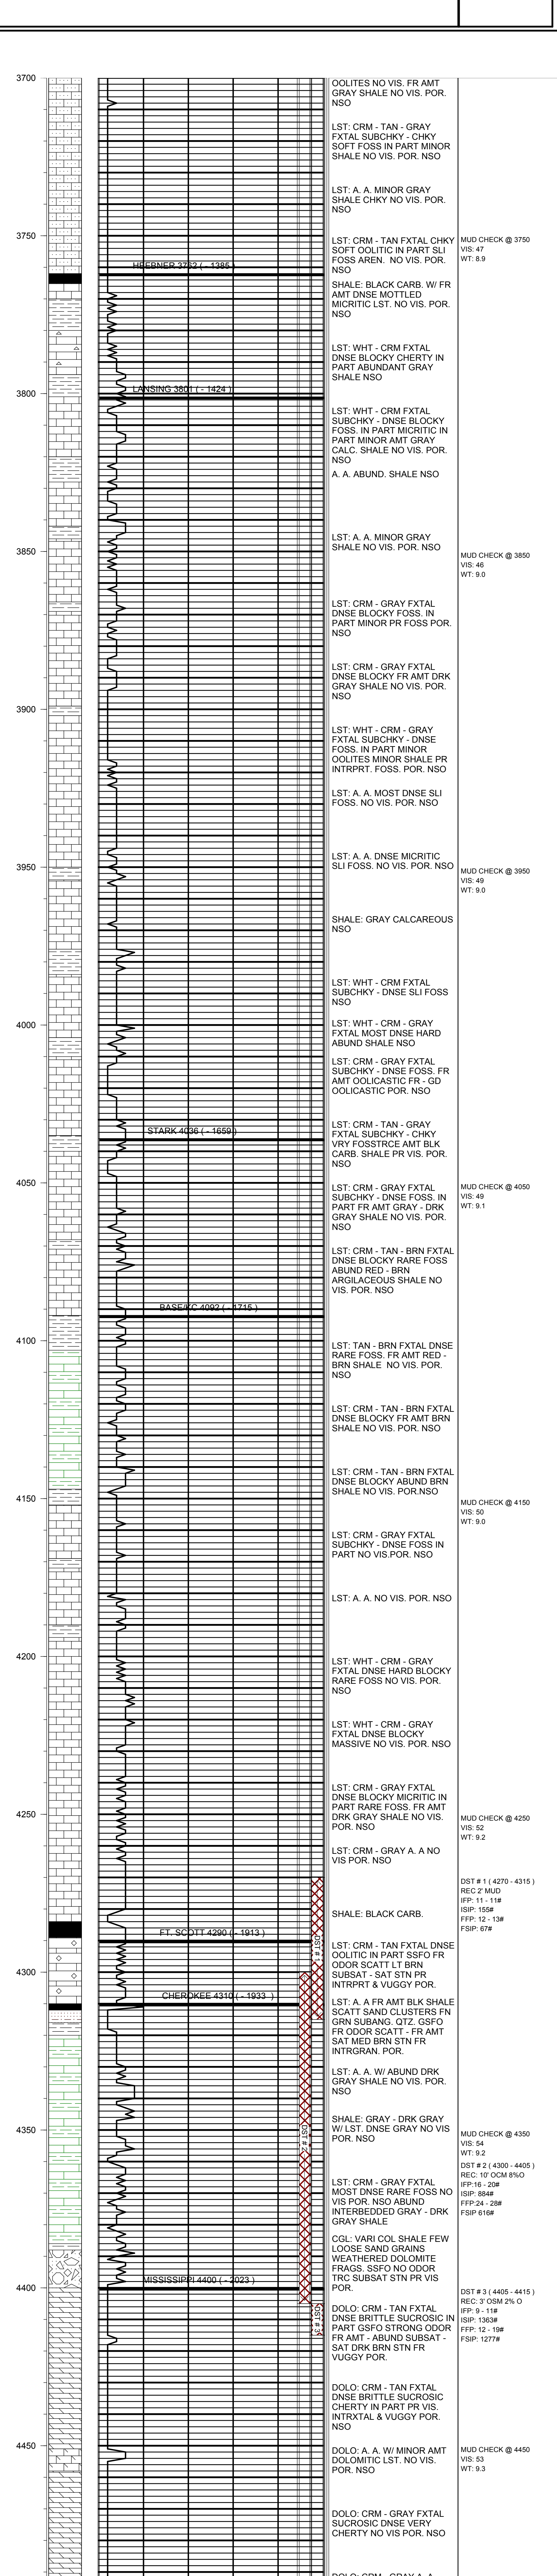 3700
OOLITES NO VIS. FR AMT
GRAY SHALE NO VIS. POR.
NSO
LST: CRM - TAN - GRAY
FXTAL SUBCHKY - CHKY
SOFT FOSS IN PART MINOR
SHALE NO VIS. POR. NSO
LST: A. A. MINOR GRAY
SHALE CHKY NO VIS. POR.
NSO
3750
LST: CRM - TAN FXTAL CHKY
SOFT OOLITIC IN PART SLI
FOSS AREN.  NO VIS. POR.
NSO
MUD CHECK @ 3750
VIS: 47
WT: 8.9
HEEBNER 3762 ( - 1385 )
SHALE: BLACK CARB. W/ FR
AMT DNSE MOTTLED
MICRITIC LST. NO VIS. POR.
NSO
LST: WHT - CRM FXTAL
DNSE BLOCKY CHERTY IN
PART ABUNDANT GRAY
SHALE NSO
3800
LANSING 3801 ( - 1424 )
LST: WHT - CRM FXTAL
SUBCHKY - DNSE BLOCKY
FOSS. IN PART MICRITIC IN
PART MINOR AMT GRAY
CALC. SHALE NO VIS. POR.
NSO
A. A. ABUND. SHALE NSO
LST: A. A. MINOR GRAY
SHALE NO VIS. POR. NSO
3850
MUD CHECK @ 3850
VIS: 46
WT: 9.0
LST: CRM - GRAY FXTAL
DNSE BLOCKY FOSS. IN
PART MINOR PR FOSS POR.
NSO
LST: CRM - GRAY FXTAL
DNSE BLOCKY FR AMT DRK
GRAY SHALE NO VIS. POR.
NSO
3900
LST: WHT - CRM - GRAY
FXTAL SUBCHKY - DNSE
FOSS. IN PART MINOR
OOLITES MINOR SHALE PR
INTRPRT. FOSS. POR. NSO
LST: A. A. MOST DNSE SLI
FOSS. NO VIS. POR. NSO
3950
LST: A. A. DNSE MICRITIC
SLI FOSS. NO VIS. POR. NSO
MUD CHECK @ 3950
VIS: 49
WT: 9.0
SHALE: GRAY CALCAREOUS
NSO
LST: WHT - CRM FXTAL
SUBCHKY - DNSE SLI FOSS
NSO
4000
LST: WHT - CRM - GRAY
FXTAL MOST DNSE HARD
ABUND SHALE NSO
LST: CRM - GRAY FXTAL
SUBCHKY - DNSE FOSS. FR
AMT OOLICASTIC FR - GD
OOLICASTIC POR. NSO
STARK 4036 ( - 1659 )
LST: CRM - TAN - GRAY
FXTAL SUBCHKY - CHKY
VRY FOSSTRCE AMT BLK
CARB. SHALE PR VIS. POR.
NSO
4050
LST: CRM - GRAY FXTAL
SUBCHKY - DNSE FOSS. IN
PART FR AMT GRAY - DRK
GRAY SHALE NO VIS. POR.
NSO
MUD CHECK @ 4050
VIS: 49
WT: 9.1
LST: CRM - TAN - BRN FXTAL
DNSE BLOCKY RARE FOSS
ABUND RED - BRN
ARGILACEOUS SHALE NO
VIS. POR. NSO
BASE/KC 4092 ( - 1715 )
4100
LST: TAN - BRN FXTAL DNSE
RARE FOSS. FR AMT RED -
BRN SHALE  NO VIS. POR.
NSO
LST: CRM - TAN - BRN FXTAL
DNSE BLOCKY FR AMT BRN
SHALE NO VIS. POR. NSO
LST: CRM - TAN - BRN FXTAL
DNSE BLOCKY ABUND BRN
SHALE NO VIS. POR.NSO
4150
MUD CHECK @ 4150
VIS: 50
WT: 9.0
LST: CRM - GRAY FXTAL
SUBCHKY - DNSE FOSS IN
PART NO VIS.POR. NSO
LST: A. A. NO VIS. POR. NSO
4200
LST: WHT - CRM - GRAY
FXTAL DNSE HARD BLOCKY
RARE FOSS NO VIS. POR.
NSO
LST: WHT - CRM - GRAY
FXTAL DNSE BLOCKY
MASSIVE NO VIS. POR. NSO
4250
LST: CRM - GRAY FXTAL
DNSE BLOCKY MICRITIC IN
PART RARE FOSS. FR AMT
DRK GRAY SHALE NO VIS.
POR. NSO
MUD CHECK @ 4250
VIS: 52
WT: 9.2
LST: CRM - GRAY A. A NO
VIS POR. NSO
DST # 1 ( 4270 - 4315 )
REC 2' MUD
IFP: 11 - 11#
ISIP: 155#
FFP: 12 - 13#
FSIP: 67#
SHALE: BLACK CARB.
FT. SCOTT 4290 ( - 1913 )
DST # 1
4300
LST: CRM - TAN FXTAL DNSE
OOLITIC IN PART SSFO FR
ODOR SCATT LT BRN
SUBSAT - SAT STN PR
INTRPRT & VUGGY POR.
CHEROKEE 4310 ( - 1933  )
LST: A. A FR AMT BLK SHALE
SCATT SAND CLUSTERS FN
GRN SUBANG. QTZ. GSFO
FR ODOR SCATT - FR AMT
SAT MED BRN STN FR
INTRGRAN. POR.
LST: A. A. W/ ABUND DRK
GRAY SHALE NO VIS. POR.
NSO
4350
SHALE: GRAY - DRK GRAY
W/ LST. DNSE GRAY NO VIS
POR. NSO
DST # 2
MUD CHECK @ 4350
VIS: 54
WT: 9.2
DST # 2 ( 4300 - 4405 )
REC: 10' OCM 8%O
IFP:16 - 20#
ISIP: 884#
FFP:24 - 28#
FSIP 616#
LST: CRM - GRAY FXTAL
MOST DNSE RARE FOSS NO
VIS POR. NSO ABUND
INTERBEDDED GRAY - DRK
GRAY SHALE
CGL: VARI COL SHALE FEW
LOOSE SAND GRAINS
WEATHERED DOLOMITE
FRAGS. SSFO NO ODOR
TRC SUBSAT STN PR VIS
POR.
4400
MISSISSIPPI 4400 ( - 2023 )
DST # 3 ( 4405 - 4415 )
REC: 3' OSM 2% O
IFP: 9 - 11#
ISIP: 1363#
FFP: 12 - 19#
FSIP: 1277#
DST # 3
DOLO: CRM - TAN FXTAL
DNSE BRITTLE SUCROSIC IN
PART GSFO STRONG ODOR
FR AMT - ABUND SUBSAT -
SAT DRK BRN STN FR
VUGGY POR.
DOLO: CRM - TAN FXTAL
DNSE BRITTLE SUCROSIC
CHERTY IN PART PR VIS.
INTRXTAL & VUGGY POR.
NSO
4450
DOLO: A. A. W/ MINOR AMT
DOLOMITIC LST. NO VIS.
POR. NSO
MUD CHECK @ 4450
VIS: 53
WT: 9.3
DOLO: CRM - GRAY FXTAL
SUCROSIC DNSE VERY
CHERTY NO VIS POR. NSO